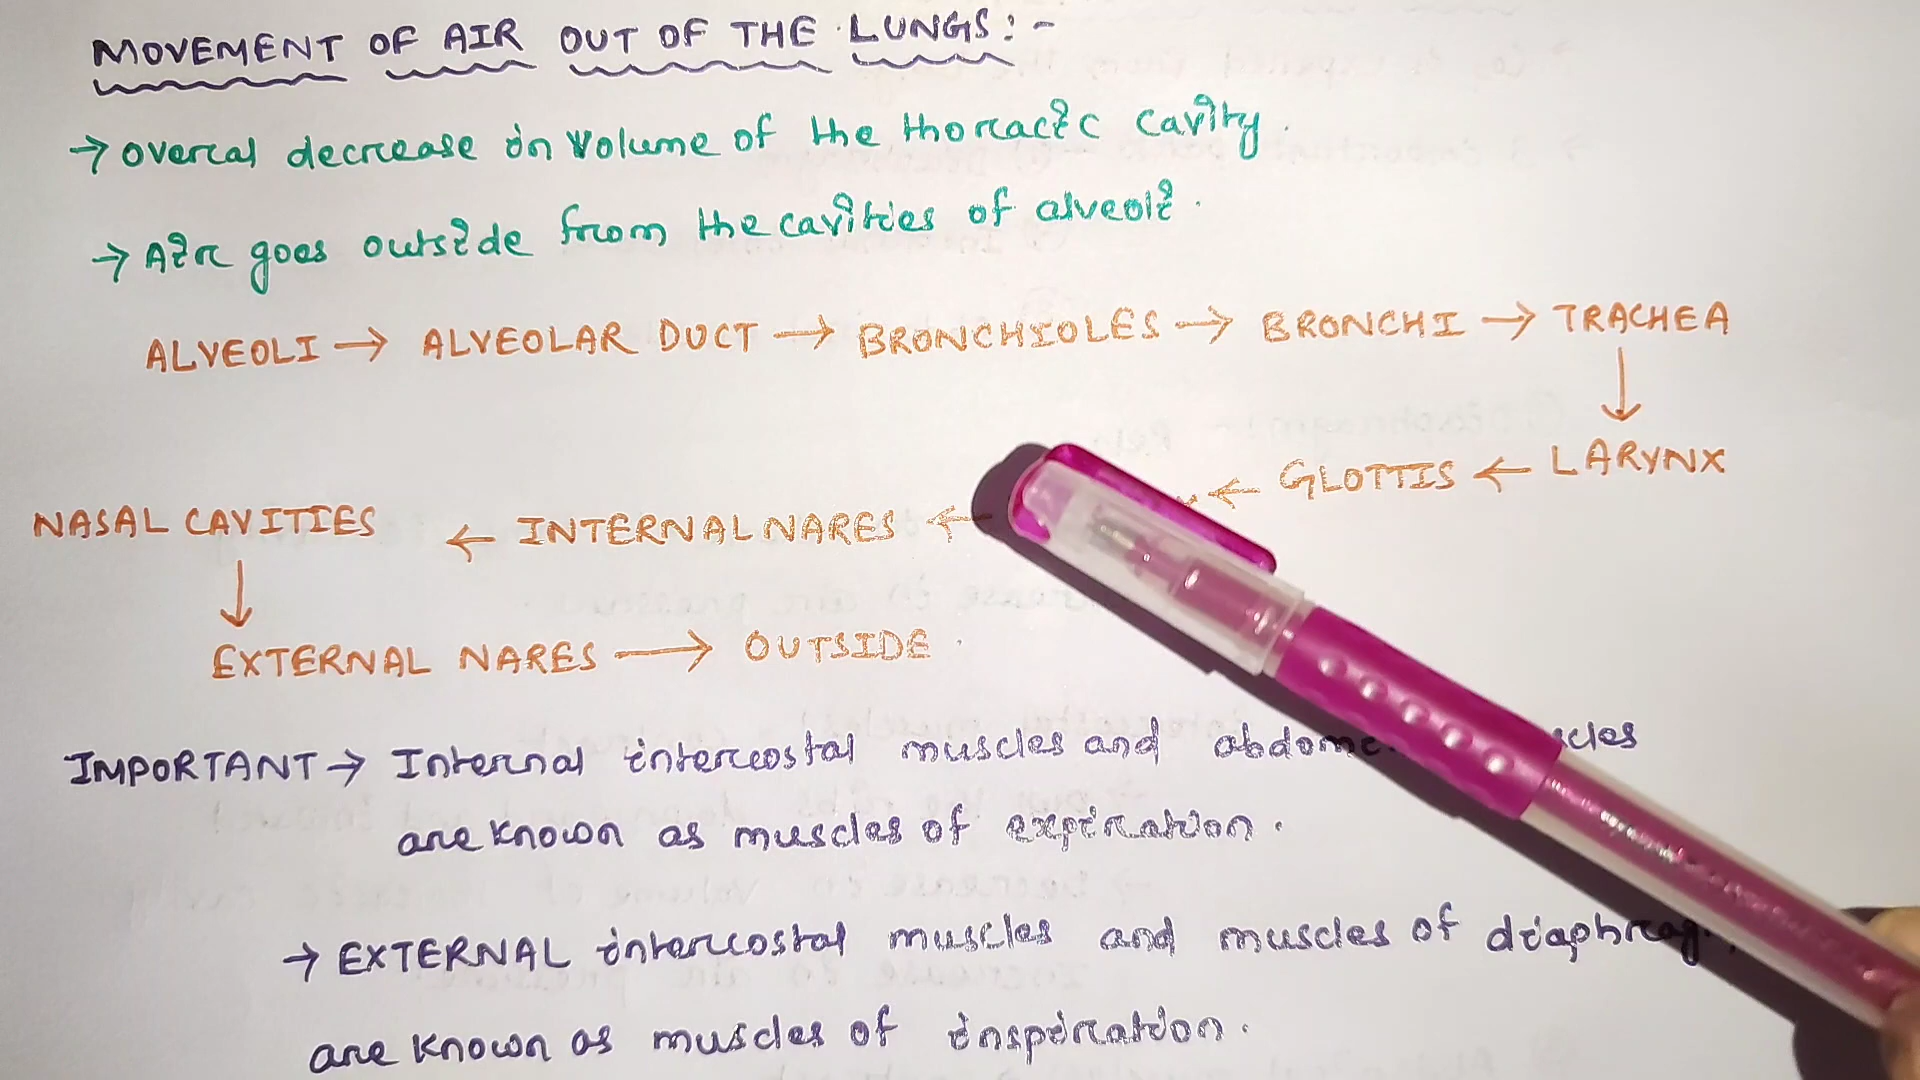 MOVEMENT OF AIR OUT OF THE LUNGS:-
→ overcal decrease in volume of the thoracic cavity.
→ Air goes outside from the cavities of alveoli.
ALVEOLI → ALVEOLAR DUCT → BRONCHIOLES → BRONCHI → TRACHEA
↓
← GLOTTIS ← LARYNX
NASAL CAVITIES ← INTERNAL NARES ←
↓
EXTERNAL NARES → OUTSIDE.
IMPORTANT → Internal intercostal muscles and
are known as muscles of expiration.
→ EXTERNAL intercostal muscles and muscles of diaphragm
are known as muscles of inspiration.